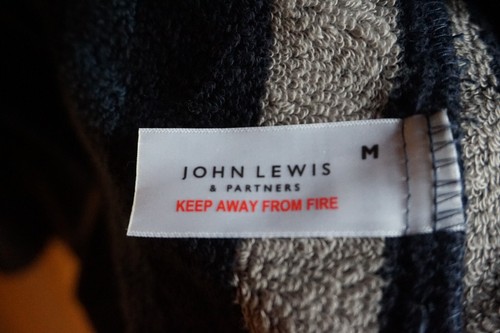 JOHN LEWIS
& PARTNERS
KEEP AWAY FROM FIRE
M